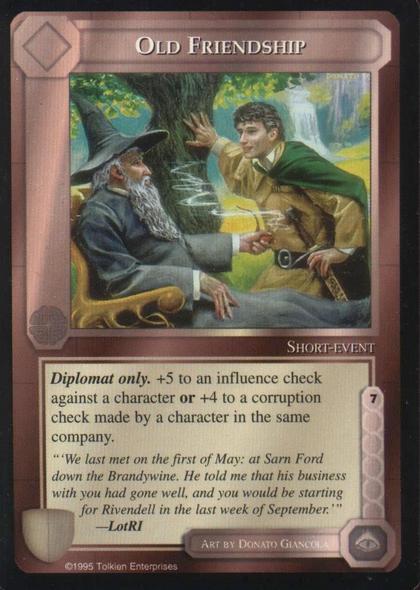 OLD FRIENDSHIP
DONATO
SHORT-EVENT
Diplomat only. +5 to an influence check
against a character or +4 to a corruption
check made by a character in the same
company.
7
“‘We last met on the first of May: at Sarn Ford
down the Brandywine. He told me that his business
with you had gone well, and you would be starting
for Rivendell in the last week of September.’”
—LotRI
ART BY DONATO GIANCOLA
©1995 Tolkien Enterprises